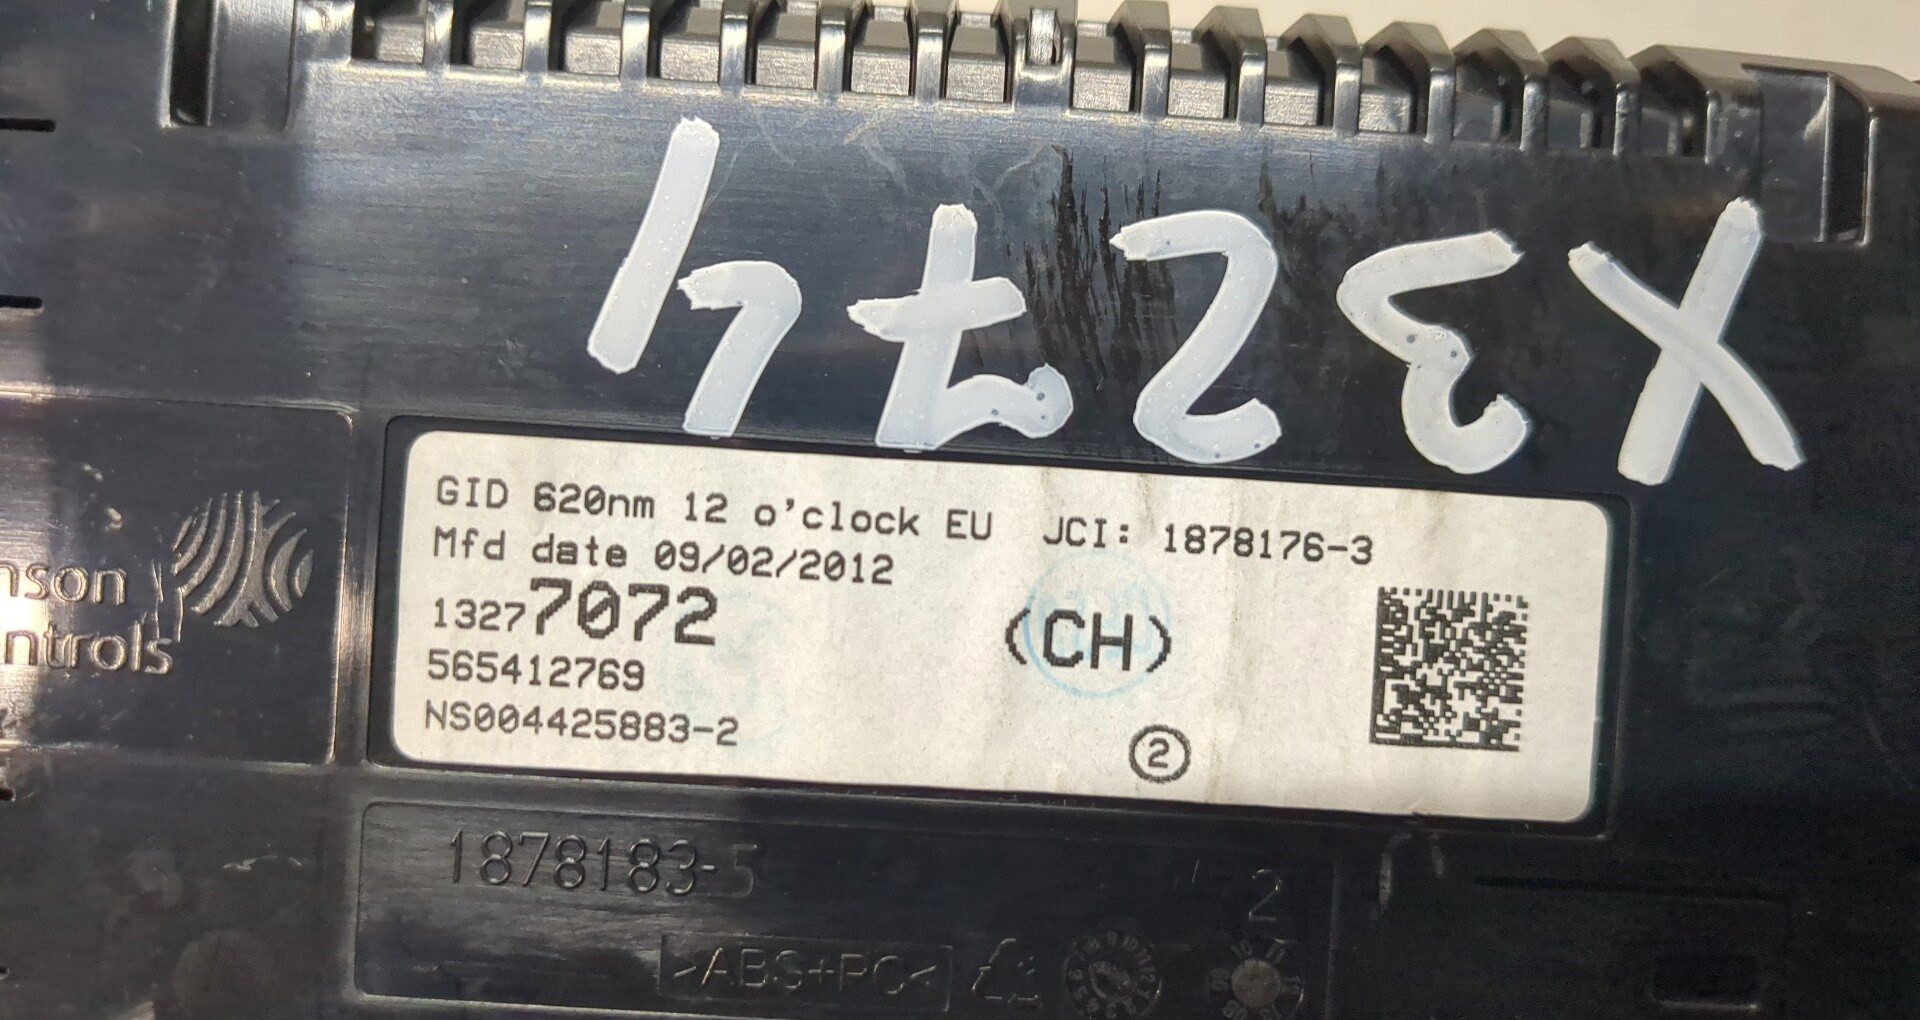 X3274
GID 620nm 12 o'clock EU JCI: 1878176-3
Mfd date 09/02/2012
13277072
(CH)
565412769
NS004425883-2
2
nson
ntrols
1878183-5
2
>ABS+PC<